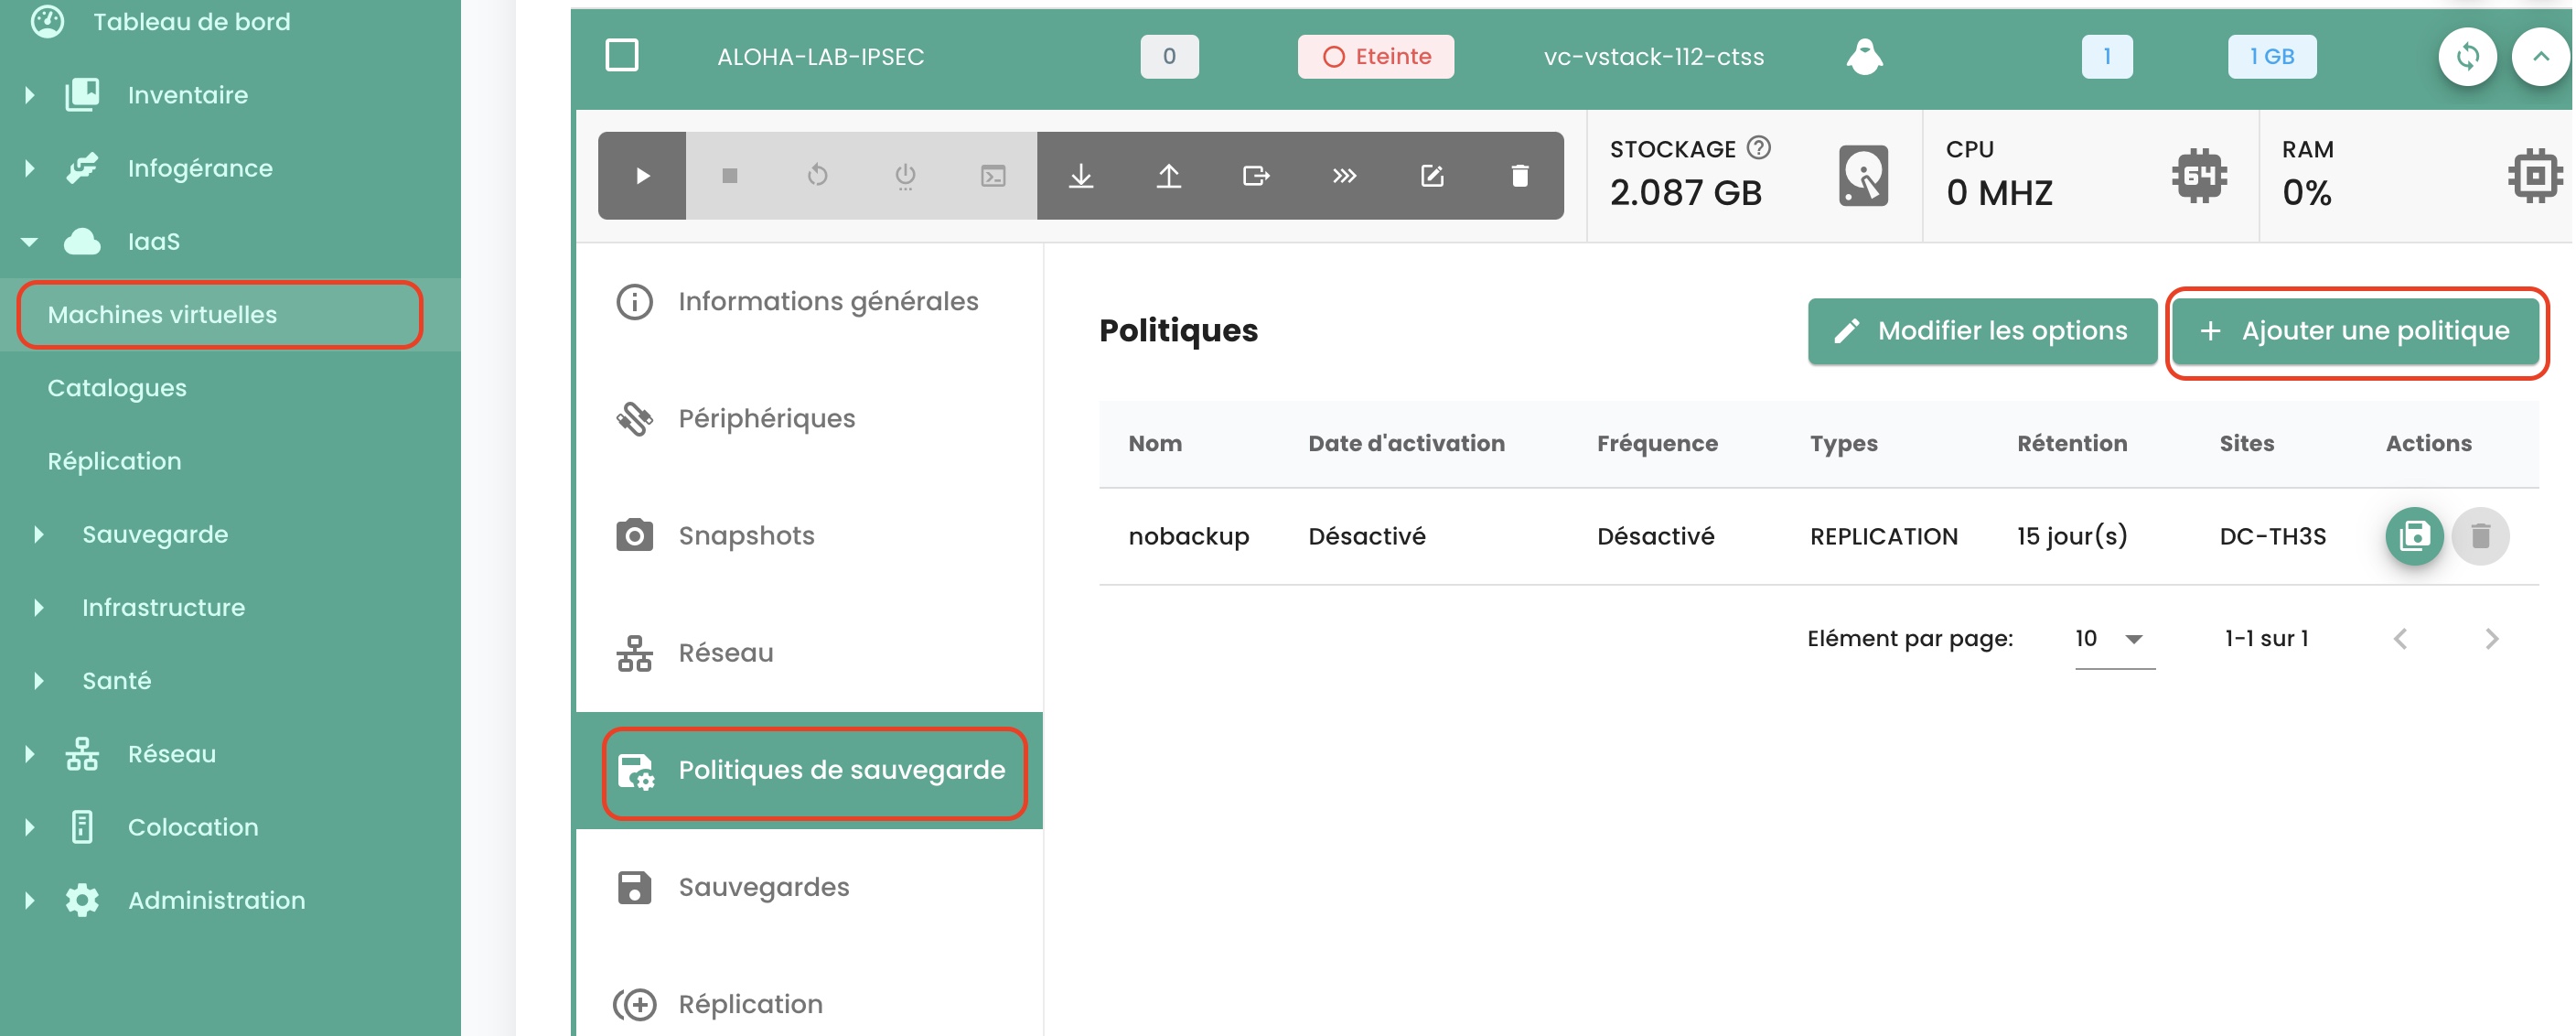 Tableau de bord
Inventaire
Infogérance
IaaS
Machines virtuelles
Catalogues
Réplication
Sauvegarde
Infrastructure
Santé
Réseau
Colocation
Administration
ALOHA-LAB-IPSEC 0 Eteinte vc-vstack-112-ctss 1 1 GB
STOCKAGE ?
2.087 GB
CPU
0 MHZ
64
RAM
0%
Informations générales
Périphériques
Snapshots
Réseau
Politiques de sauvegarde
Sauvegardes
Réplication
Politiques
Modifier les options
+ Ajouter une politique
Nom Date d'activation Fréquence Types Rétention Sites Actions
nobackup Désactivé Désactivé REPLICATION 15 jour(s) DC-TH3S
Elément par page: 10 1-1 sur 1